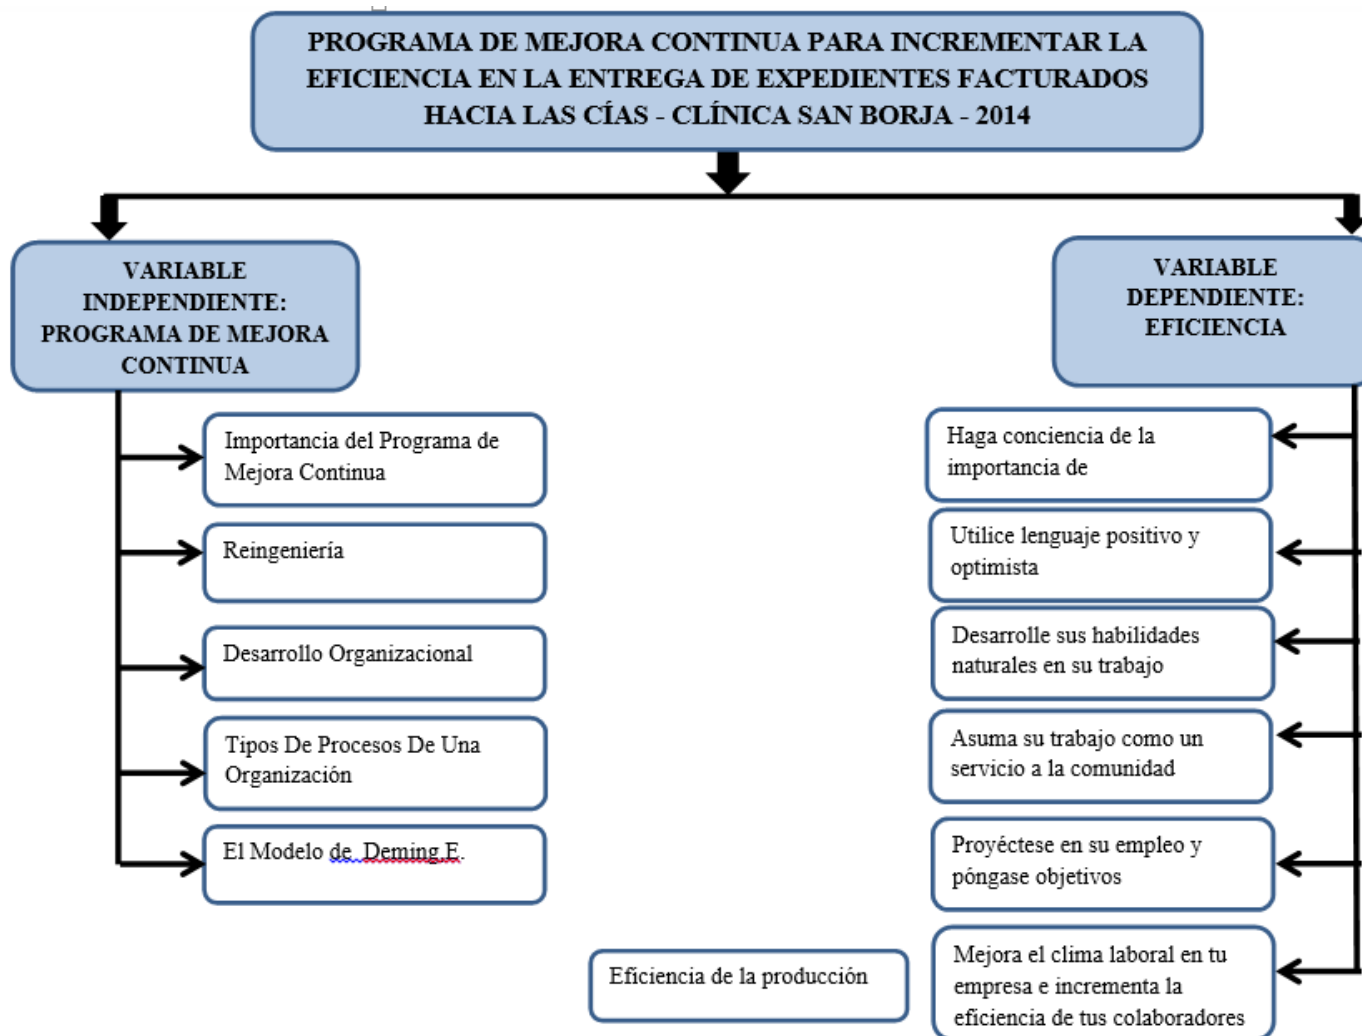 PROGRAMA DE MEJORA CONTINUA PARA INCREMENTAR LA
EFICIENCIA EN LA ENTREGA DE EXPEDIENTES FACTURADOS
HACIA LAS CÍAS - CLÍNICA SAN BORJA - 2014
VARIABLE
INDEPENDIENTE:
PROGRAMA DE MEJORA
CONTINUA
Importancia del Programa de
Mejora Continua
Reingeniería
Desarrollo Organizacional
Tipos De Procesos De Una
Organización
El Modelo de Deming,E.
VARIABLE
DEPENDIENTE:
EFICIENCIA
Haga conciencia de la
importancia de
Utilice lenguaje positivo y
optimista
Desarrolle sus habilidades
naturales en su trabajo
Asuma su trabajo como un
servicio a la comunidad
Proyéctese en su empleo y
póngase objetivos
Mejora el clima laboral en tu
empresa e incrementa la
eficiencia de tus colaboradores
Eficiencia de la producción